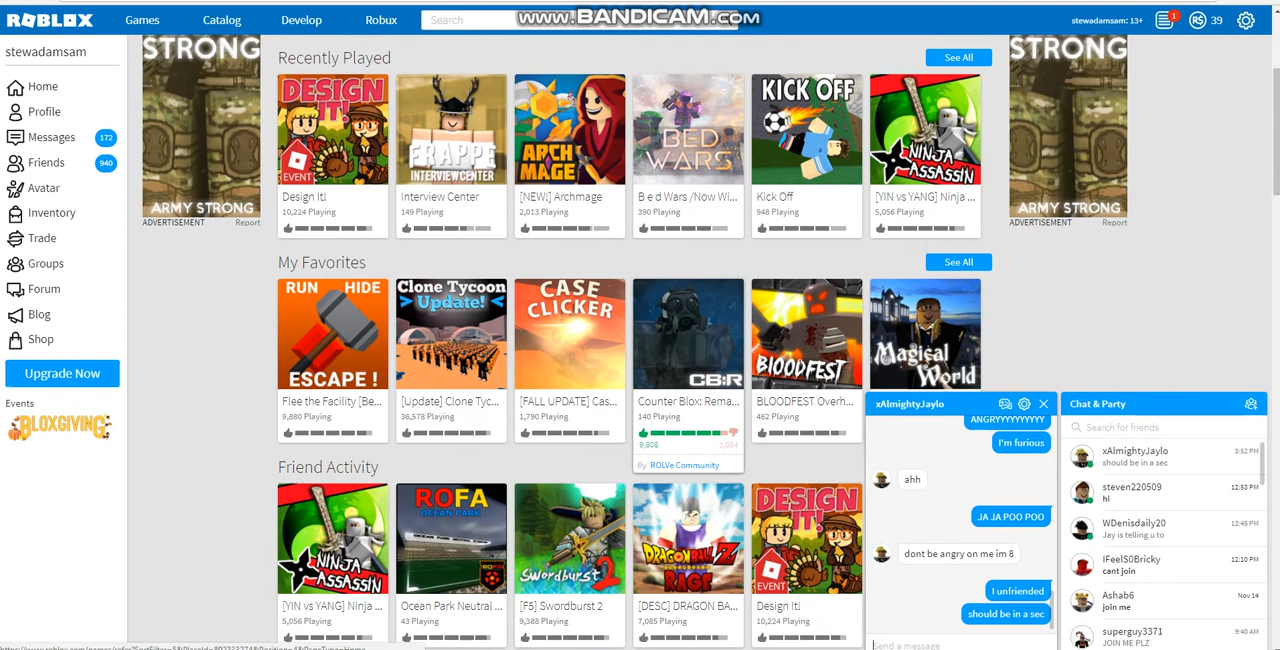 ROBLOX
Games
Catalog
Develop
Robux
Search
www.BANDICAM.com
stewadamsam: 13+
1
R$
39
stewadamsam
Home
Profile
Messages
172
Friends
940
Avatar
Inventory
Trade
Groups
Forum
Blog
Shop
Upgrade Now
Events
BLOXGIVING
STRONG
ARMY STRONG
ADVERTISEMENT
Report
Recently Played
See All
DESIGN IT!
EVENT
Design It!
10,224 Playing
FRAPPE
INTERVIEW CENTER
Interview Center
149 Playing
ARCH MAGE
[NEW!] Archmage
2,013 Playing
BED WARS
B e d Wars /Now Wi...
390 Playing
KICK OFF
Kick Off
948 Playing
NINJA ASSASSIN
[YIN vs YANG] Ninja ...
5,056 Playing
STRONG
ARMY STRONG
ADVERTISEMENT
Report
My Favorites
See All
RUN HIDE
ESCAPE !
Flee the Facility [Be...
9,880 Playing
Clone Tycoon
>Update!<
[Update] Clone Tyc...
36,578 Playing
CASE CLICKER
[FALL UPDATE] Cas...
1,790 Playing
CB:R
Counter Blox: Rema...
140 Playing
By ROLVe Community
BLOODFEST
BLOODFEST Overh...
462 Playing
Magical World
Friend Activity
NINJA ASSASSIN
[YIN vs YANG] Ninja ...
5,056 Playing
ROFA
OCEAN PARK
Ocean Park Neutral ...
43 Playing
Swordburst 2
[F5] Swordburst 2
9,388 Playing
DRAGON BALL Z
RAGE
[DESC] DRAGON BA...
7,085 Playing
DESIGN IT!
EVENT
Design It!
10,224 Playing
xAlmightyJaylo
ANGRYYYYYYYYY
I'm furious
ahh
JA JA POO POO
dont be angry on me im 8
I unfriended
should be in a sec
Send a message
Chat & Party
Search for friends
xAlmightyJaylo
3:52 PM
should be in a sec
steven220509
12:53 PM
hi
WDenisdaily20
12:45 PM
Jay is telling u to
IFeelS0Bricky
12:10 PM
cant join
Ashab6
Nov 14
join me
superguy3371
9:40 AM
JOIN ME PLZ